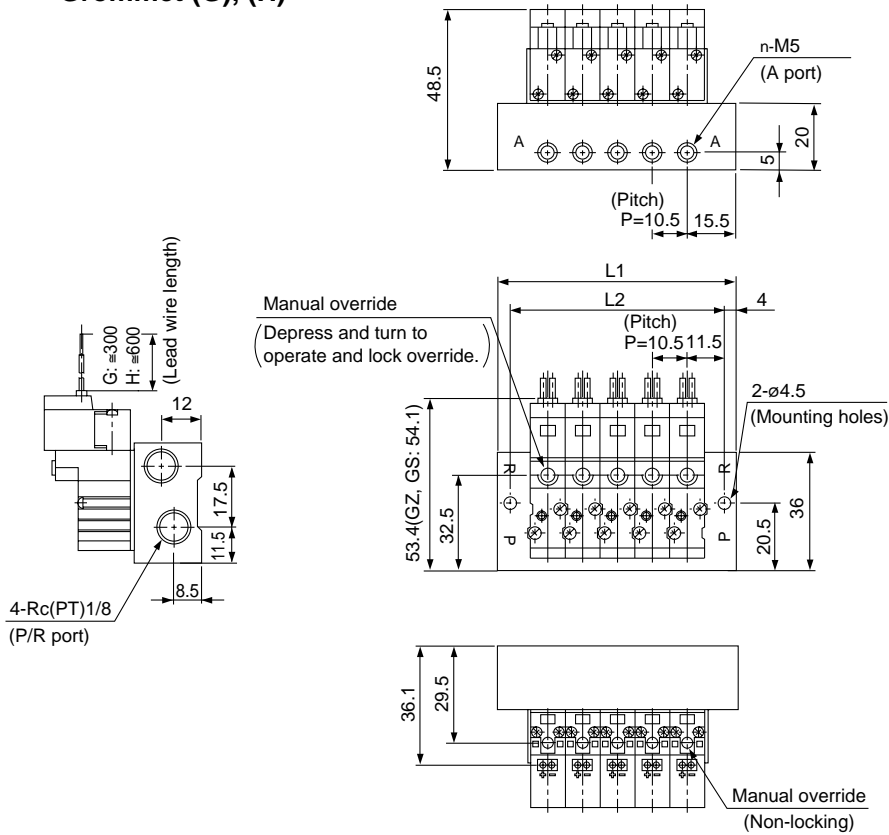 48.5
n-M5
(A port)
A
A
20
5
(Pitch)
P=10.5
15.5
G: ≅300
H: ≅600
(Lead wire length)
12
17.5
11.5
8.5
4-Rc(PT)1/8
(P/R port)
L1
L2
4
Manual override
(Depress and turn to
operate and lock override.)
(Pitch)
P=10.5
11.5
2-ø4.5
(Mounting holes)
53.4(GZ, GS: 54.1)
32.5
R
R
P
P
20.5
36
36.1
29.5
+ − + − + − + − + −
Manual override
(Non-locking)